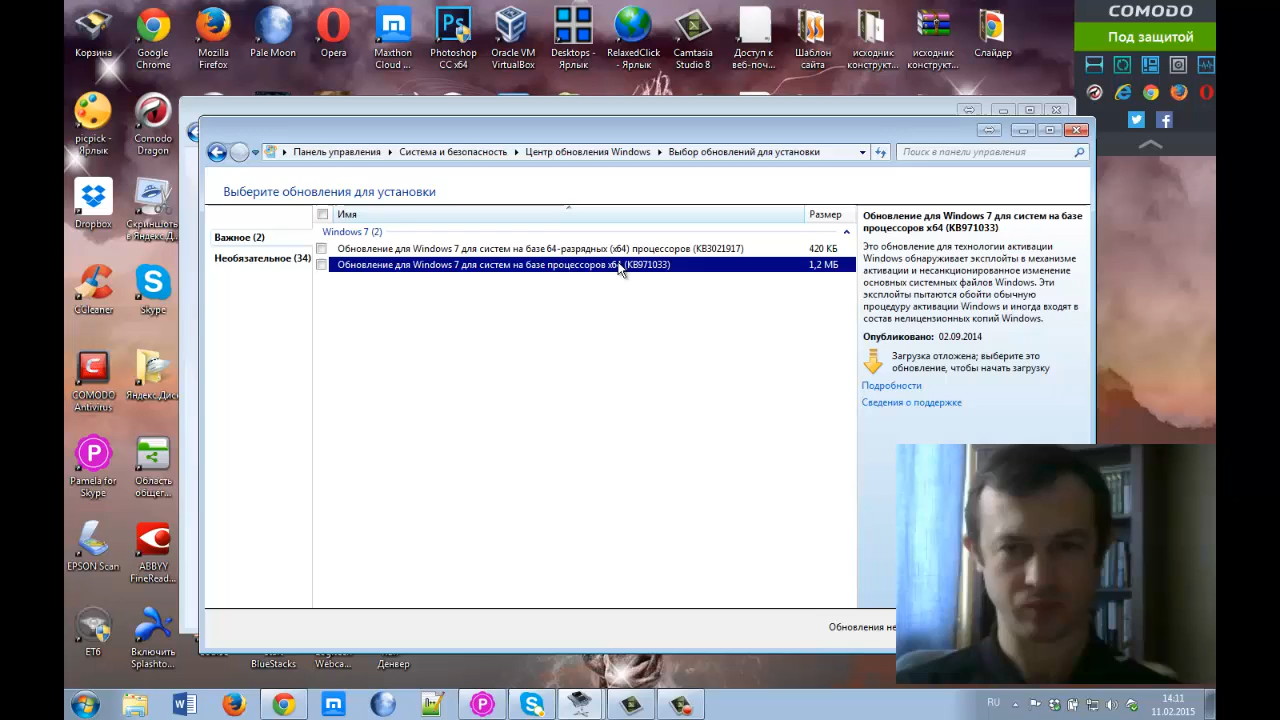 Корзина
Google Chrome
Mozilla Firefox
Pale Moon
Opera
Maxthon Cloud ...
Photoshop CC x64
Oracle VM VirtualBox
Desktops - Ярлык
RelaxedClick - Ярлык
Camtasia Studio 8
Доступ к веб-поч...
Шаблон сайта
исходник конструкт...
исходник конструкт...
Слайдер
COMODO
Под защитой
picpick - Ярлык
Comodo Dragon
Dropbox
Скриншоты в Яндекс.Д...
CCleaner
Skype
COMODO Antivirus
Яндекс.Диск
Pamela for Skype
Область общег...
EPSON Scan
ABBYY FineRead...
ET6
Включить Splashto...
BlueStacks
Webca...
Денвер
Панель управления
Система и безопасность
Центр обновления Windows
Выбор обновлений для установки
Поиск в панели управления
Выберите обновления для установки
Имя
Размер
Важное (2)
Необязательное (34)
Windows 7 (2)
Обновление для Windows 7 для систем на базе 64-разрядных (x64) процессоров (KB3021917)
420 КБ
Обновление для Windows 7 для систем на базе процессоров x64 (KB971033)
1,2 МБ
Обновление для Windows 7 для систем на базе
процессоров x64 (KB971033)
Это обновление для технологии активации
Windows обнаруживает эксплойты в механизме
активации и несанкционированное изменение
основных системных файлов Windows. Эти
эксплойты пытаются обойти обычную
процедуру активации Windows и иногда входят в
состав нелицензионных копий Windows.
Опубликовано: 02.09.2014
Загрузка отложена; выберите это
обновление, чтобы начать загрузку
Подробности
Сведения о поддержке
Обновления не
RU
14:11
11.02.2015